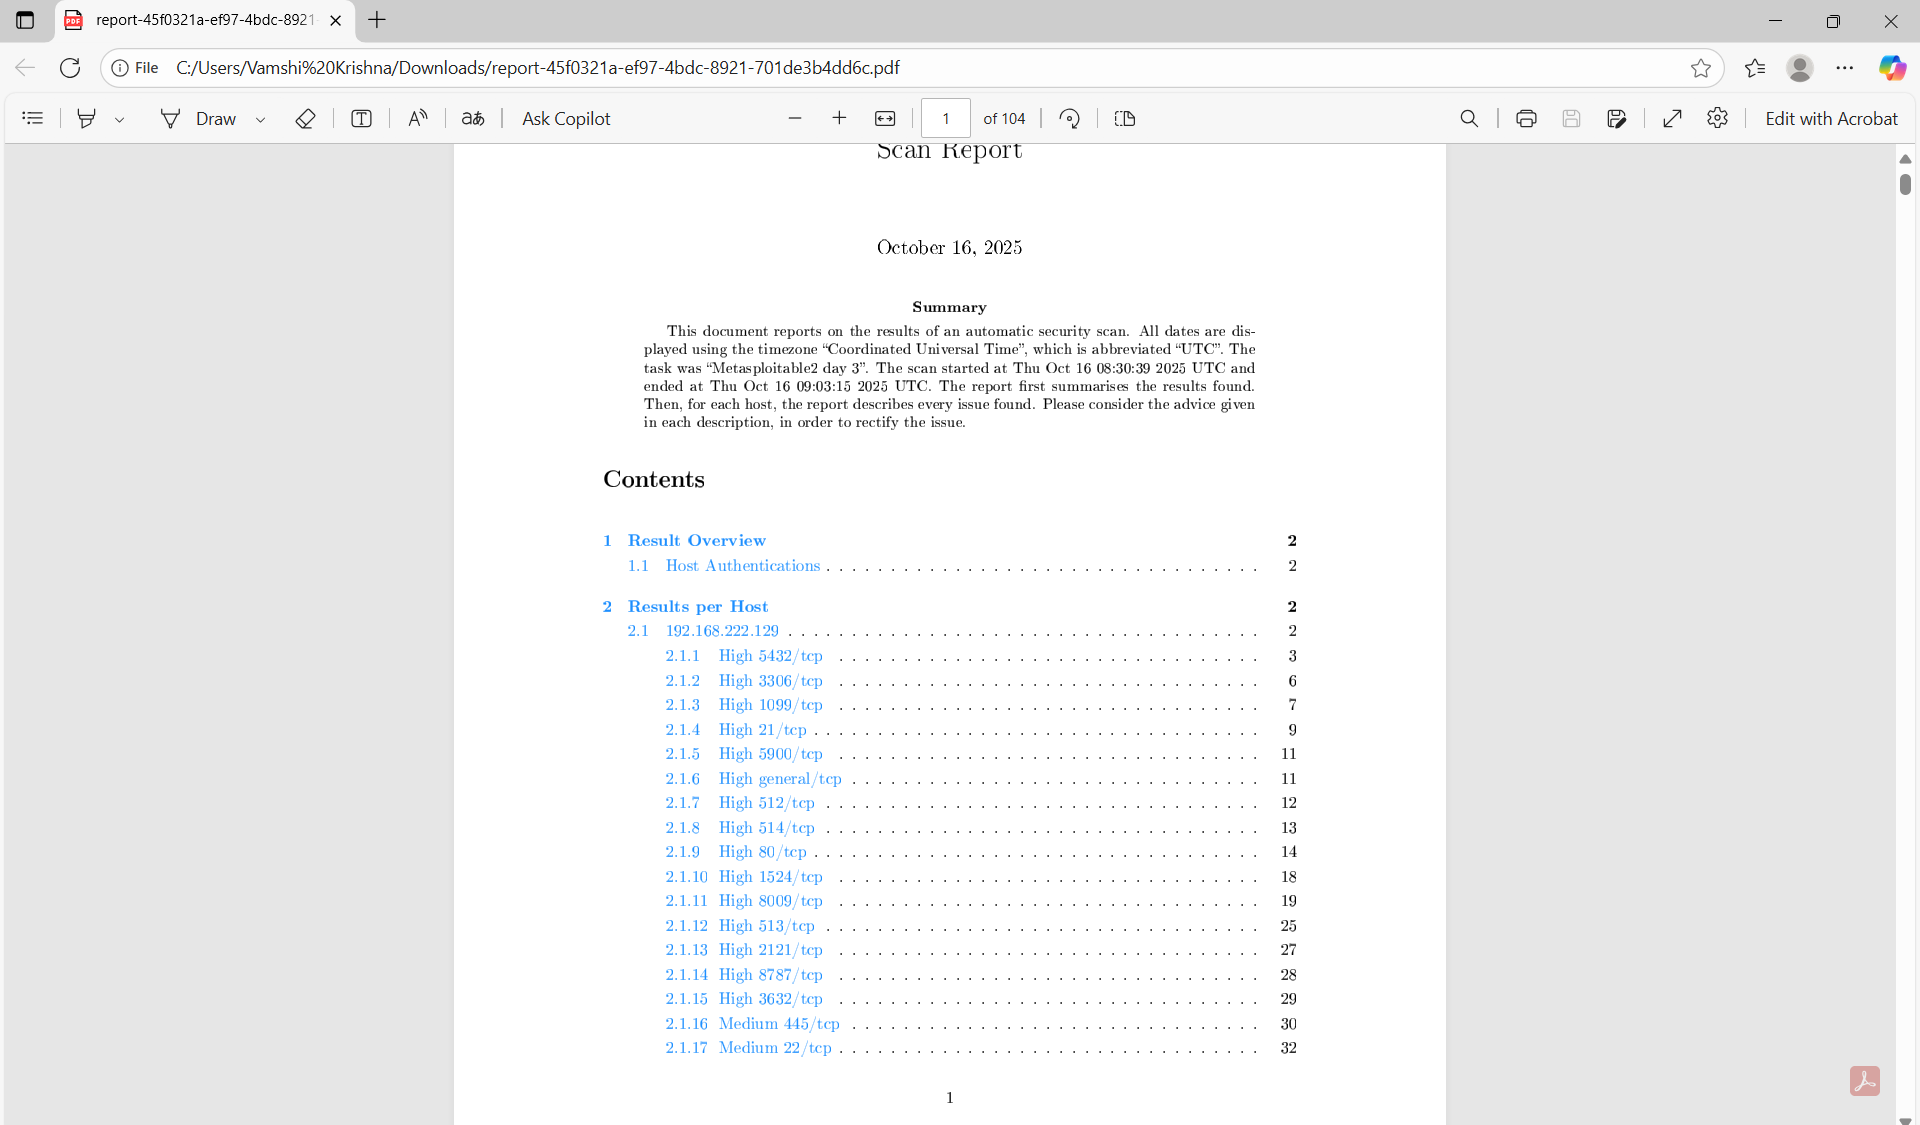 report-45f0321a-ef97-4bdc-8921-
File C:/Users/Vamshi%20Krishna/Downloads/report-45f0321a-ef97-4bdc-8921-701de3b4dd6c.pdf
Draw aあ Ask Copilot 1 of 104 Edit with Acrobat
Scan Report
October 16, 2025
Summary
This document reports on the results of an automatic security scan. All dates are dis-
played using the timezone “Coordinated Universal Time”, which is abbreviated “UTC”. The
task was “Metasploitable2 day 3”. The scan started at Thu Oct 16 08:30:39 2025 UTC and
ended at Thu Oct 16 09:03:15 2025 UTC. The report first summarises the results found.
Then, for each host, the report describes every issue found. Please consider the advice given
in each description, in order to rectify the issue.
Contents
1 Result Overview 2
1.1 Host Authentications . . . . . . . . . . . . . . . . . . . . . . . . . . . . . . . . . . 2
2 Results per Host 2
2.1 192.168.222.129 . . . . . . . . . . . . . . . . . . . . . . . . . . . . . . . . . . . . . 2
2.1.1 High 5432/tcp . . . . . . . . . . . . . . . . . . . . . . . . . . . . . . . . . 3
2.1.2 High 3306/tcp . . . . . . . . . . . . . . . . . . . . . . . . . . . . . . . . . 6
2.1.3 High 1099/tcp . . . . . . . . . . . . . . . . . . . . . . . . . . . . . . . . . 7
2.1.4 High 21/tcp . . . . . . . . . . . . . . . . . . . . . . . . . . . . . . . . . . . 9
2.1.5 High 5900/tcp . . . . . . . . . . . . . . . . . . . . . . . . . . . . . . . . . 11
2.1.6 High general/tcp . . . . . . . . . . . . . . . . . . . . . . . . . . . . . . . . 11
2.1.7 High 512/tcp . . . . . . . . . . . . . . . . . . . . . . . . . . . . . . . . . . 12
2.1.8 High 514/tcp . . . . . . . . . . . . . . . . . . . . . . . . . . . . . . . . . . 13
2.1.9 High 80/tcp . . . . . . . . . . . . . . . . . . . . . . . . . . . . . . . . . . . 14
2.1.10 High 1524/tcp . . . . . . . . . . . . . . . . . . . . . . . . . . . . . . . . . 18
2.1.11 High 8009/tcp . . . . . . . . . . . . . . . . . . . . . . . . . . . . . . . . . 19
2.1.12 High 513/tcp . . . . . . . . . . . . . . . . . . . . . . . . . . . . . . . . . . 25
2.1.13 High 2121/tcp . . . . . . . . . . . . . . . . . . . . . . . . . . . . . . . . . 27
2.1.14 High 8787/tcp . . . . . . . . . . . . . . . . . . . . . . . . . . . . . . . . . 28
2.1.15 High 3632/tcp . . . . . . . . . . . . . . . . . . . . . . . . . . . . . . . . . 29
2.1.16 Medium 445/tcp . . . . . . . . . . . . . . . . . . . . . . . . . . . . . . . . 30
2.1.17 Medium 22/tcp . . . . . . . . . . . . . . . . . . . . . . . . . . . . . . . . . 32
1